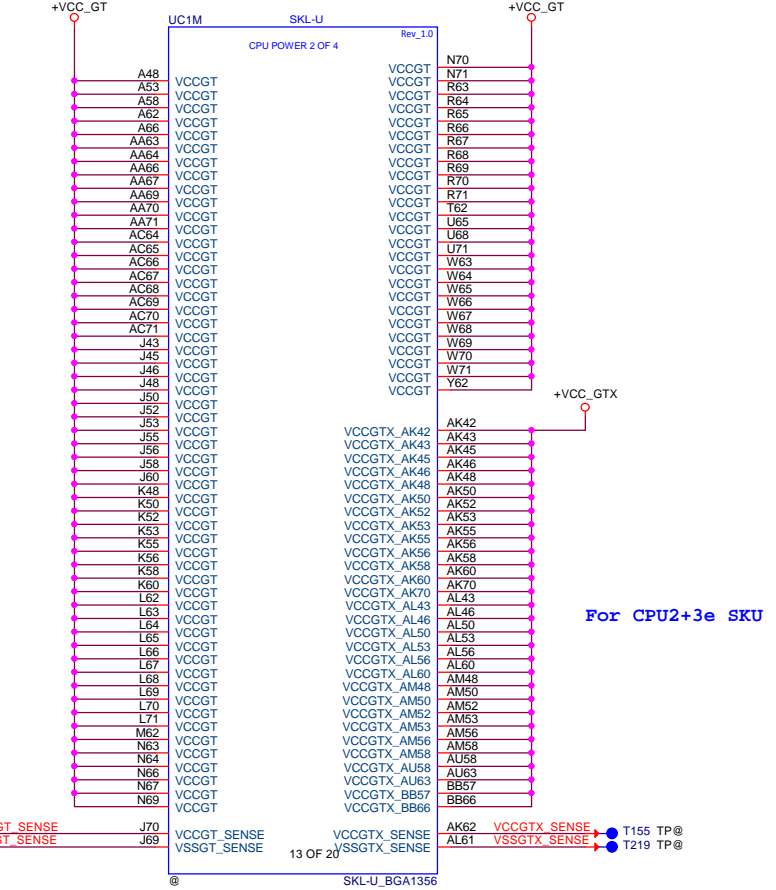 +VCC_GT
+VCC_GT
UC1M SKL-U
Rev_1.0
CPU POWER 2 OF 4
VCCGT N70
A48 VCCGT VCCGT N71
A53 VCCGT VCCGT R63
A58 VCCGT VCCGT R64
A62 VCCGT VCCGT R65
A66 VCCGT VCCGT R66
AA63 VCCGT VCCGT R67
AA64 VCCGT VCCGT R68
AA66 VCCGT VCCGT R69
AA67 VCCGT VCCGT R70
AA69 VCCGT VCCGT R71
AA70 VCCGT VCCGT T62
AA71 VCCGT VCCGT U65
AC64 VCCGT VCCGT U68
AC65 VCCGT VCCGT U71
AC66 VCCGT VCCGT W63
AC67 VCCGT VCCGT W64
AC68 VCCGT VCCGT W65
AC69 VCCGT VCCGT W66
AC70 VCCGT VCCGT W67
AC71 VCCGT VCCGT W68
J43 VCCGT VCCGT W69
J45 VCCGT VCCGT W70
J46 VCCGT VCCGT W71
J48 VCCGT VCCGT Y62
+VCC_GTX
J50 VCCGT
J52 VCCGT
J53 VCCGT VCCGTX_AK42 AK42
J55 VCCGT VCCGTX_AK43 AK43
J56 VCCGT VCCGTX_AK45 AK45
J58 VCCGT VCCGTX_AK46 AK46
J60 VCCGT VCCGTX_AK48 AK48
K48 VCCGT VCCGTX_AK50 AK50
K50 VCCGT VCCGTX_AK52 AK52
K52 VCCGT VCCGTX_AK53 AK53
K53 VCCGT VCCGTX_AK55 AK55
K55 VCCGT VCCGTX_AK56 AK56
K56 VCCGT VCCGTX_AK58 AK58
K58 VCCGT VCCGTX_AK60 AK60
K60 VCCGT VCCGTX_AK70 AK70
L62 VCCGT VCCGTX_AL43 AL43
L63 VCCGT VCCGTX_AL46 AL46
For CPU2+3e SKU
L64 VCCGT VCCGTX_AL50 AL50
L65 VCCGT VCCGTX_AL53 AL53
L66 VCCGT VCCGTX_AL56 AL56
L67 VCCGT VCCGTX_AL60 AL60
L68 VCCGT VCCGTX_AM48 AM48
L69 VCCGT VCCGTX_AM50 AM50
L70 VCCGT VCCGTX_AM52 AM52
L71 VCCGT VCCGTX_AM53 AM53
M62 VCCGT VCCGTX_AM56 AM56
N63 VCCGT VCCGTX_AM58 AM58
N64 VCCGT VCCGTX_AU58 AU58
N66 VCCGT VCCGTX_AU63 AU63
N67 VCCGT VCCGTX_BB57 BB57
N69 VCCGT VCCGTX_BB66 BB66
GT_SENSE J70 VCCGT_SENSE VCCGTX_SENSE AK62 VCCGTX_SENSE T155 TP@
GT_SENSE J69 VSSGT_SENSE VSSGTX_SENSE AL61 VSSGTX_SENSE T219 TP@
13 OF 20
@ SKL-U_BGA1356